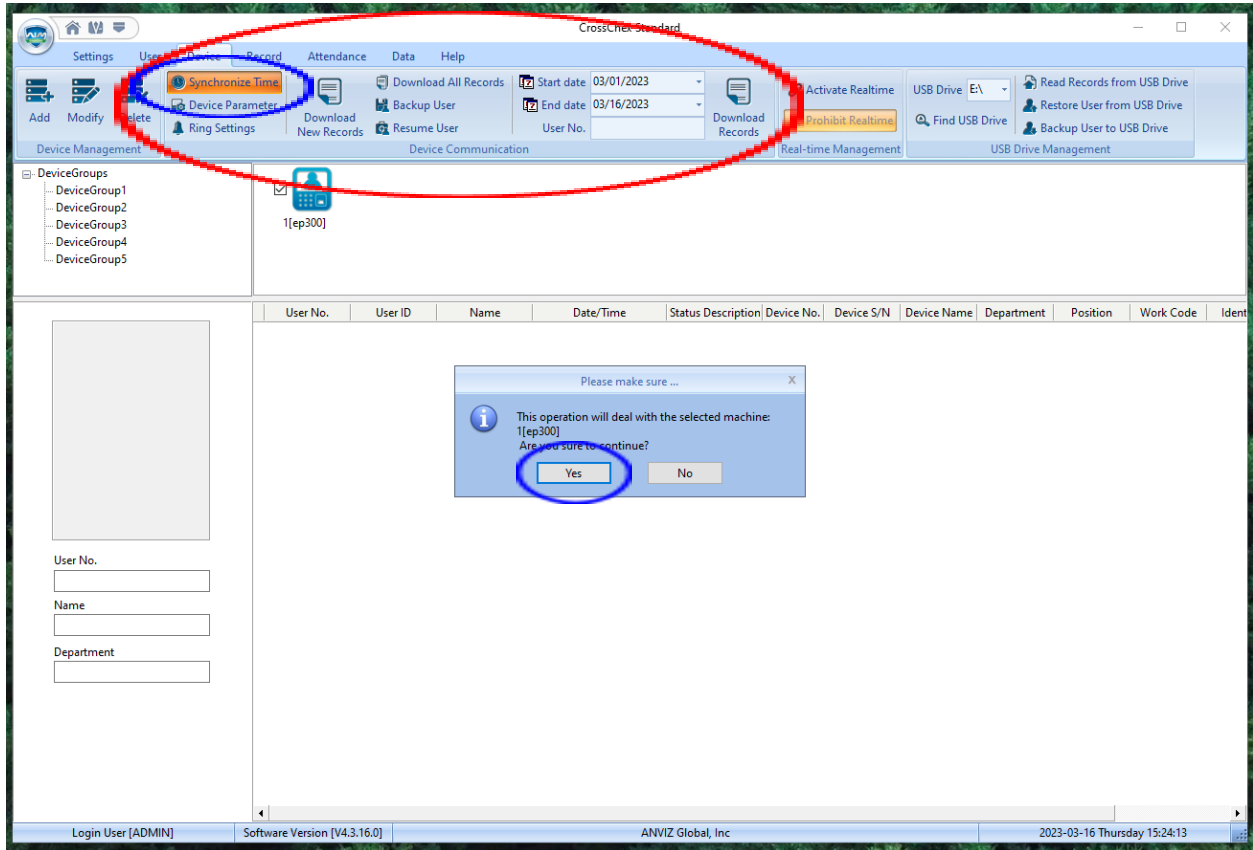 CrossChex Standard
Settings User Device Record Attendance Data Help
Add Modify Delete
Synchronize Time
Device Parameter
Ring Settings
Download New Records
Download All Records
Backup User
Resume User
Start date 03/01/2023
End date 03/16/2023
User No.
Download Records
Activate Realtime
Prohibit Realtime
USB Drive E:\
Find USB Drive
Read Records from USB Drive
Restore User from USB Drive
Backup User to USB Drive
Device Management Device Communication Real-time Management USB Drive Management
DeviceGroups
DeviceGroup1
DeviceGroup2
DeviceGroup3
DeviceGroup4
DeviceGroup5
1[ep300]
User No. User ID Name Date/Time Status Description Device No. Device S/N Device Name Department Position Work Code Ident
Please make sure ... X
This operation will deal with the selected machine:
1[ep300]
Are you sure to continue?
Yes No
User No.
Name
Department
Login User [ADMIN] Software Version [V4.3.16.0] ANVIZ Global, Inc 2023-03-16 Thursday 15:24:13